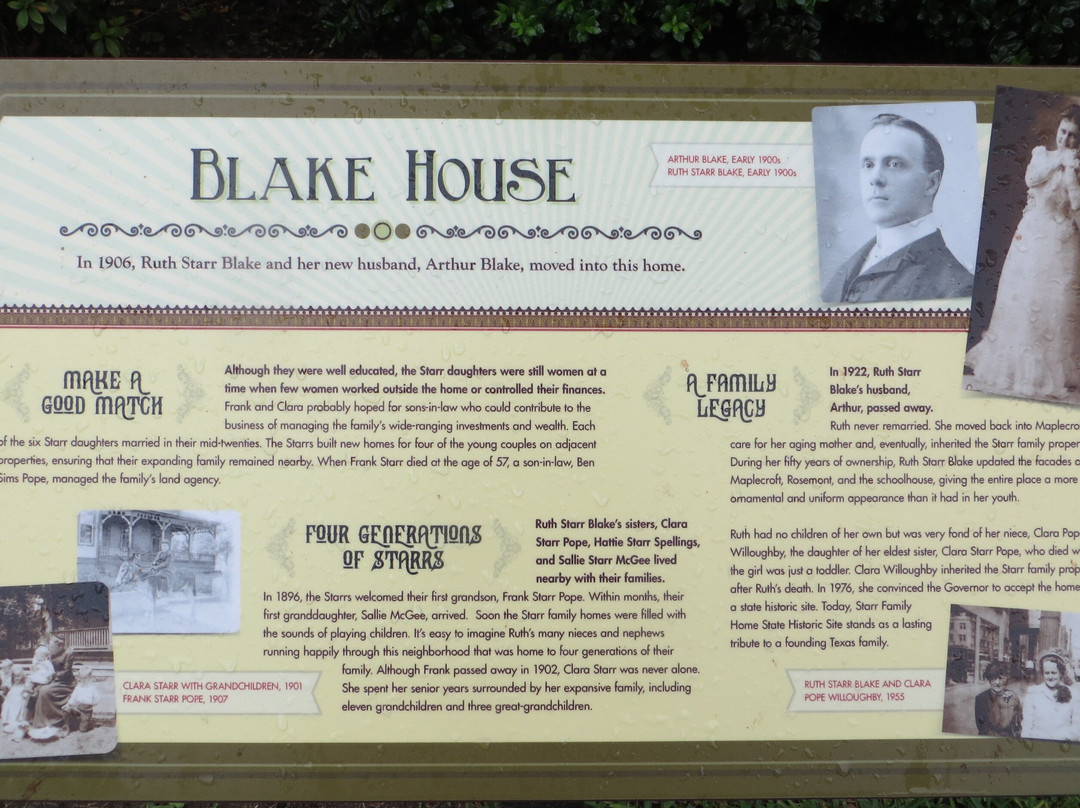 BLAKE HOUSE
In 1906, Ruth Starr Blake and her new husband, Arthur Blake, moved into this home.
ARTHUR BLAKE, EARLY 1900s
RUTH STARR BLAKE, EARLY 1900s
MAKE A
GOOD MATCH
Although they were well educated, the Starr daughters were still women at a
time when few women worked outside the home or controlled their finances.
Frank and Clara probably hoped for sons-in-law who could contribute to the
business of managing the family's wide-ranging investments and wealth. Each
of the six Starr daughters married in their mid-twenties. The Starrs built new homes for four of the young couples on adjacent
properties, ensuring that their expanding family remained nearby. When Frank Starr died at the age of 57, a son-in-law, Ben
Sims Pope, managed the family's land agency.
FOUR GENERATIONS
OF STARRS
Ruth Starr Blake's sisters, Clara
Starr Pope, Hattie Starr Spellings,
and Sallie Starr McGee lived
nearby with their families.
In 1896, the Starrs welcomed their first grandson, Frank Starr Pope. Within months, their
first granddaughter, Sallie McGee, arrived. Soon the Starr family homes were filled with
the sounds of playing children. It's easy to imagine Ruth's many nieces and nephews
running happily through this neighborhood that was home to four generations of their
family. Although Frank passed away in 1902, Clara Starr was never alone.
She spent her senior years surrounded by her expansive family, including
eleven grandchildren and three great-grandchildren.
CLARA STARR WITH GRANDCHILDREN, 1901
FRANK STARR POPE, 1907
A FAMILY
LEGACY
In 1922, Ruth Starr
Blake's husband,
Arthur, passed away.
Ruth never remarried. She moved back into Maplecro
care for her aging mother and, eventually, inherited the Starr family proper
During her fifty years of ownership, Ruth Starr Blake updated the facades o
Maplecroft, Rosemont, and the schoolhouse, giving the entire place a more
ornamental and uniform appearance than it had in her youth.
Ruth had no children of her own but was very fond of her niece, Clara Pop
Willoughby, the daughter of her eldest sister, Clara Starr Pope, who died w
the girl was just a toddler. Clara Willoughby inherited the Starr family prop
after Ruth's death. In 1976, she convinced the Governor to accept the home
a state historic site. Today, Starr Family
Home State Historic Site stands as a lasting
tribute to a founding Texas family.
RUTH STARR BLAKE AND CLARA
POPE WILLOUGHBY, 1955